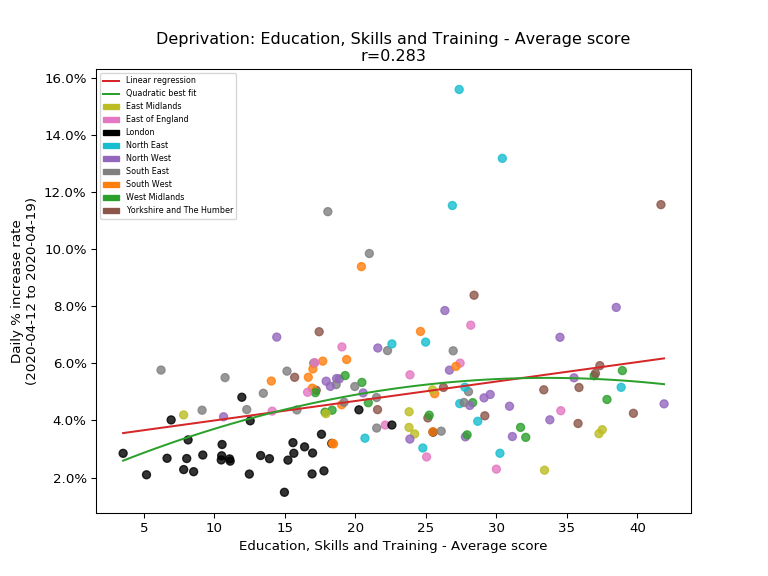 Deprivation: Education, Skills and Training - Average score
r=0.283
Daily % increase rate
(2020-04-12 to 2020-04-19)
16.0%
14.0%
12.0%
10.0%
8.0%
6.0%
4.0%
2.0%
Linear regression
Quadratic best fit
East Midlands
East of England
London
North East
North West
South East
South West
West Midlands
Yorkshire and The Humber
5 10 15 20 25 30 35 40
Education, Skills and Training - Average score